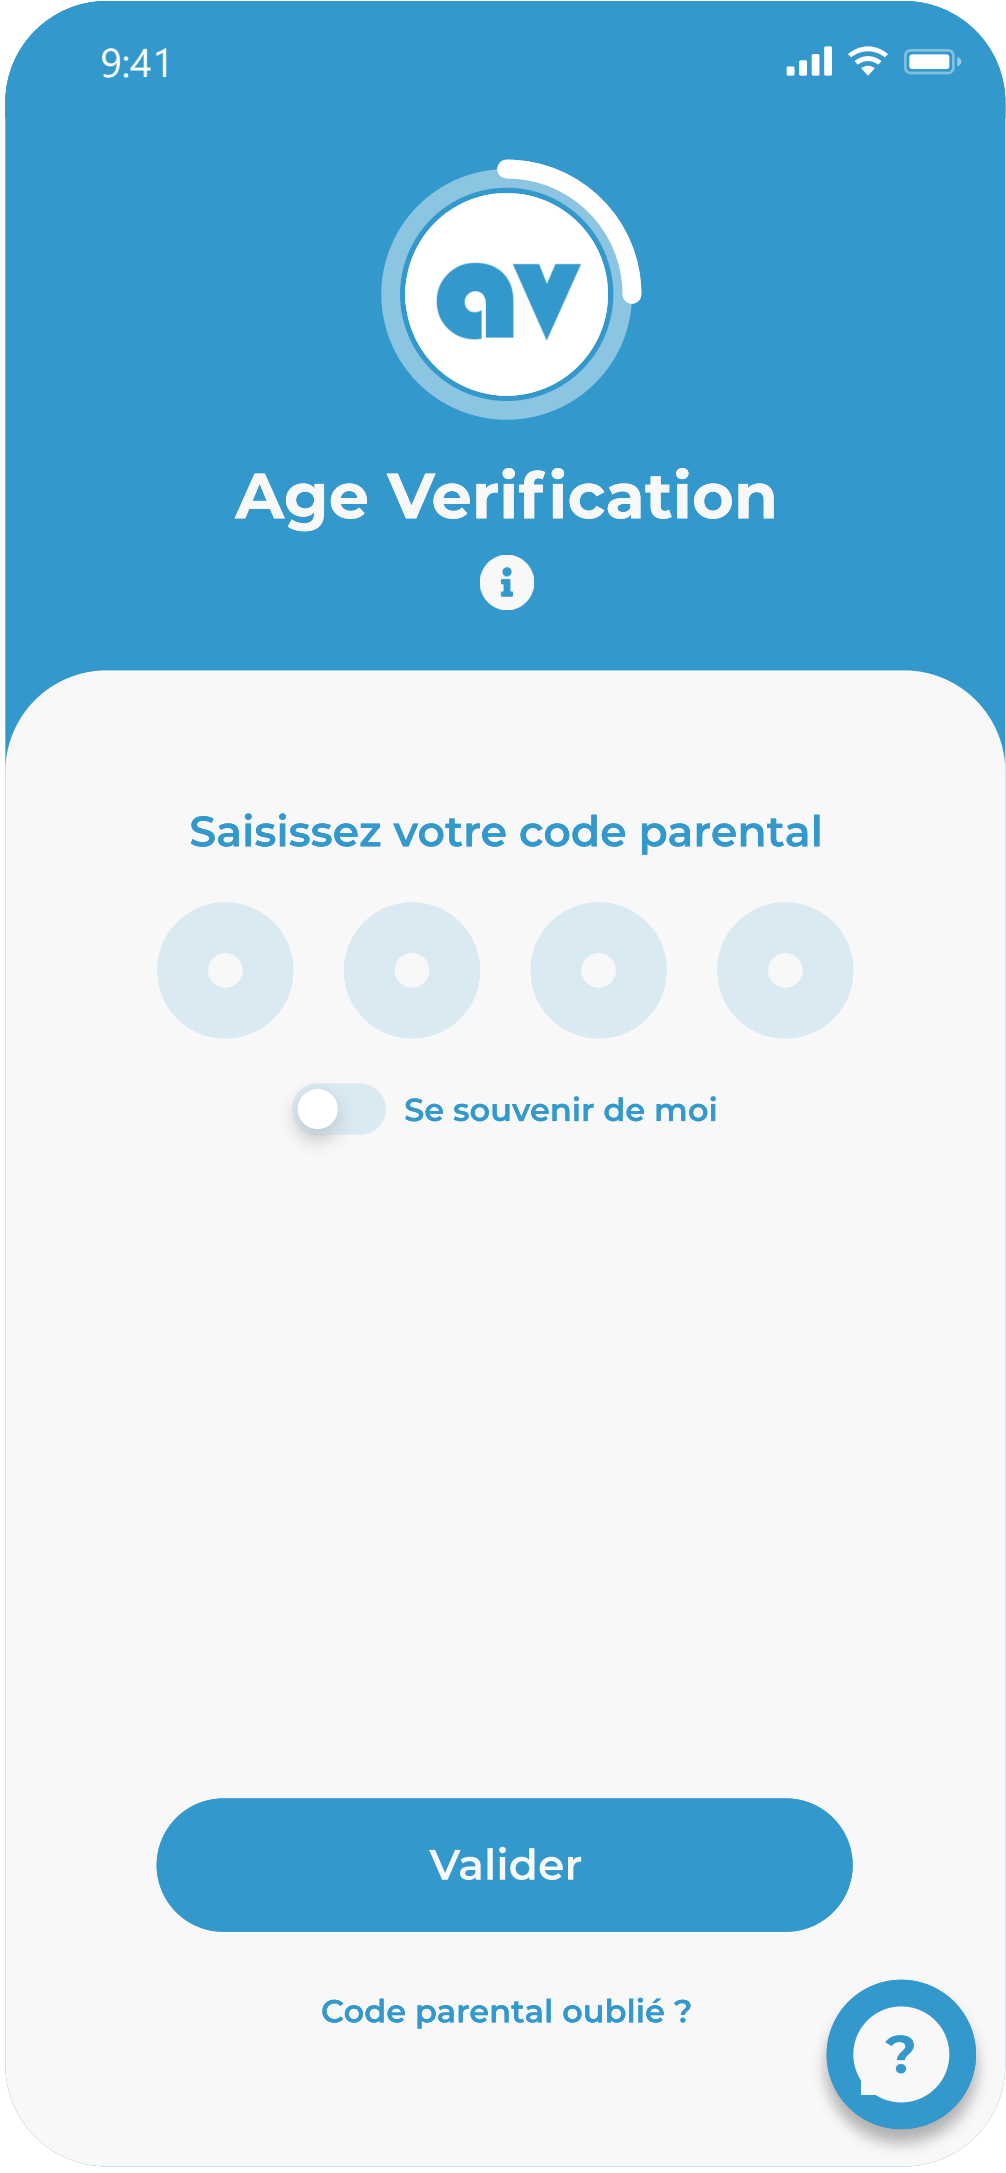 9:41
av
Age Verification
i
Saisissez votre code parental
Se souvenir de moi
Valider
Code parental oublié ?
?